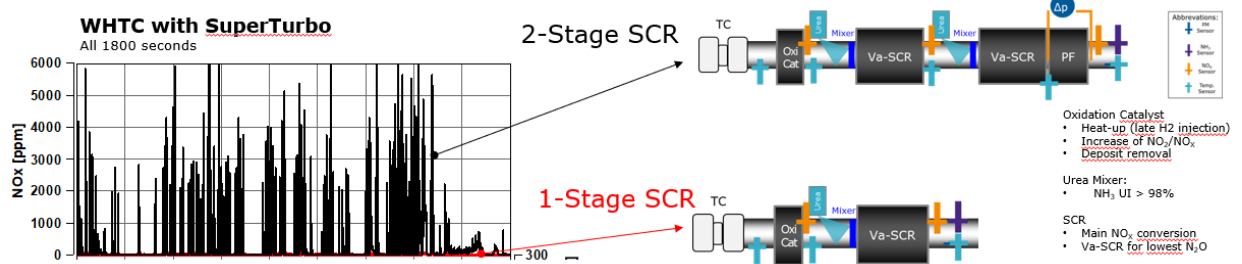 WHTC with SuperTurbo
All 1800 seconds
6000
5000
4000
3000
2000
1000
0
NOx [ppm]
300
2-Stage SCR
1-Stage SCR
TC
Oxi
Cat
Urea
Mixer
Va-SCR
Urea
Mixer
Va-SCR
PF
Δp
Abbreviations:
PM
Sensor
NH3
Sensor
NOx
Sensor
Temp.
Sensor
TC
Oxi
Cat
Urea
Mixer
Va-SCR
Oxidation Catalyst
• Heat-up (late H2 injection)
• Increase of NO2/NOX
• Deposit removal
Urea Mixer:
• NH3 UI > 98%
SCR
• Main NOX conversion
• Va-SCR for lowest N2O